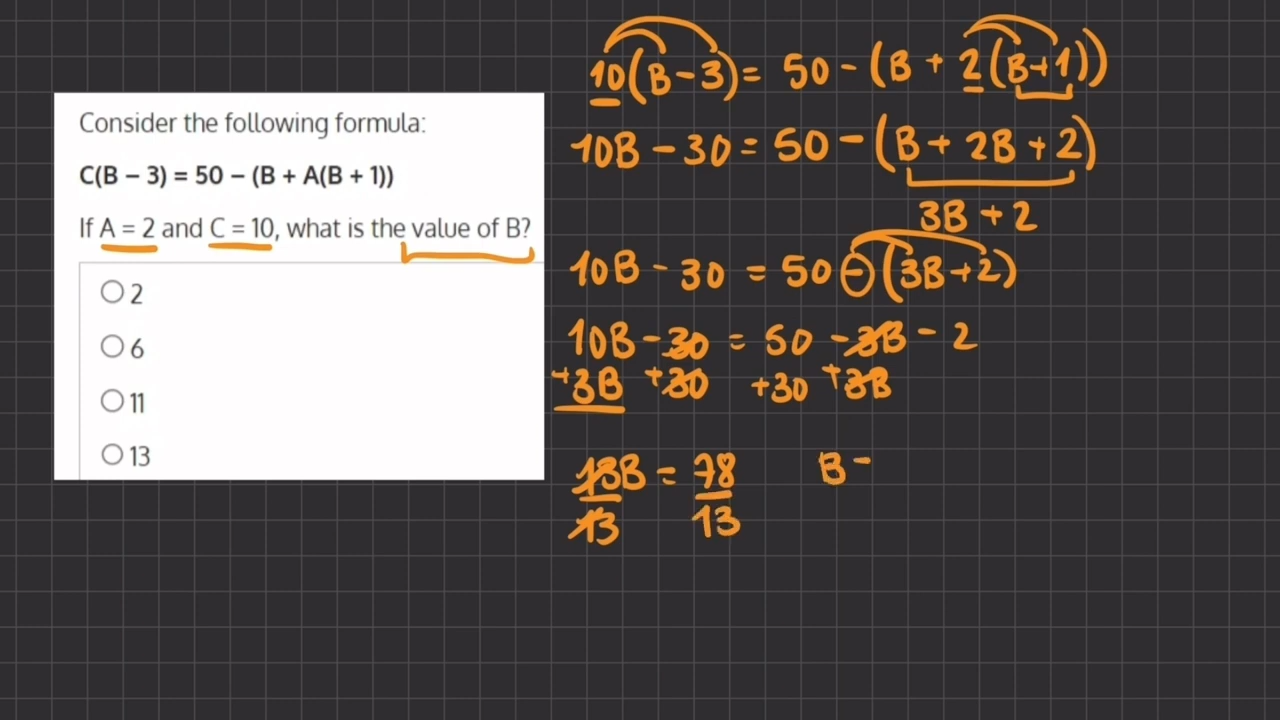 Consider the following formula:
C(B – 3) = 50 – (B + A(B + 1))
If A = 2 and C = 10, what is the value of B?
2
6
11
13
10(B-3)= 50-(B+2(B+1))
10B-30=50-(B+2B+2)
3B+2
10B-30=50-(3B+2)
10B-30=50-3B-2
+3B +30 +30 +3B
13B=78
13 13
B-